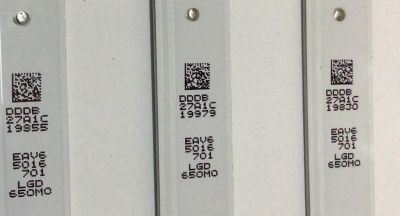 DDDB
27A1C
19855
EAV6
5016
701
LGD
650MO
DDDB
27A1C
19979
EAV6
5016
701
LGD
650MO
DDDB
27A1C
19830
EAV6
5016
701
LGD
650MO